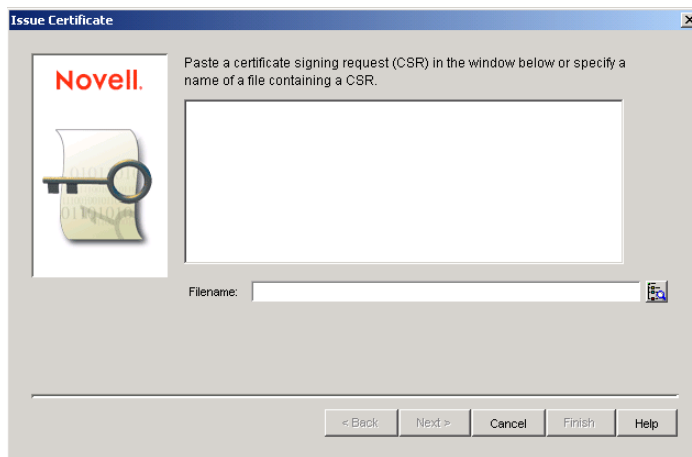 Issue Certificate
Novell.
Paste a certificate signing request (CSR) in the window below or specify a
name of a file containing a CSR.
Filename:
< Back
Next >
Cancel
Finish
Help